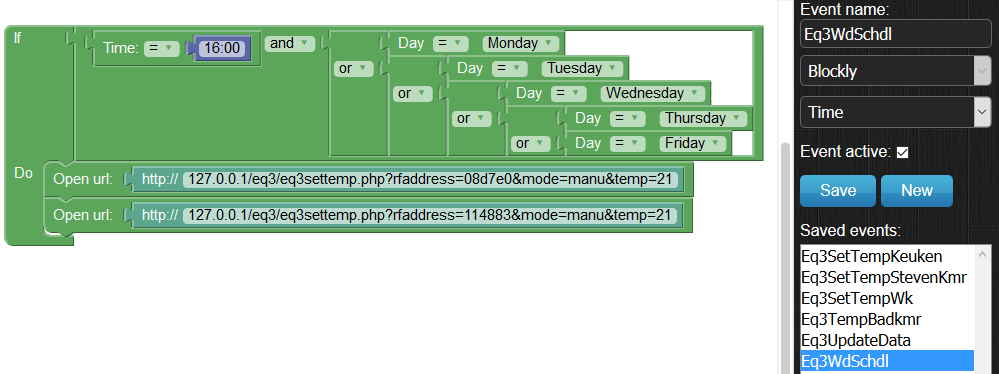 If
Time: = 16:00 and Day = Monday
or Day = Tuesday
or Day = Wednesday
or Day = Thursday
or Day = Friday
Do
Open url: http:// 127.0.0.1/eq3/eq3settemp.php?rfaddress=08d7e0&mode=manu&temp=21
Open url: http:// 127.0.0.1/eq3/eq3settemp.php?rfaddress=114883&mode=manu&temp=21
Event name:
Eq3WdSchdl
Blockly
Time
Event active:
Save New
Saved events:
Eq3SetTempKeuken
Eq3SetTempStevenKmr
Eq3SetTempWk
Eq3TempBadkmr
Eq3UpdateData
Eq3WdSchdl